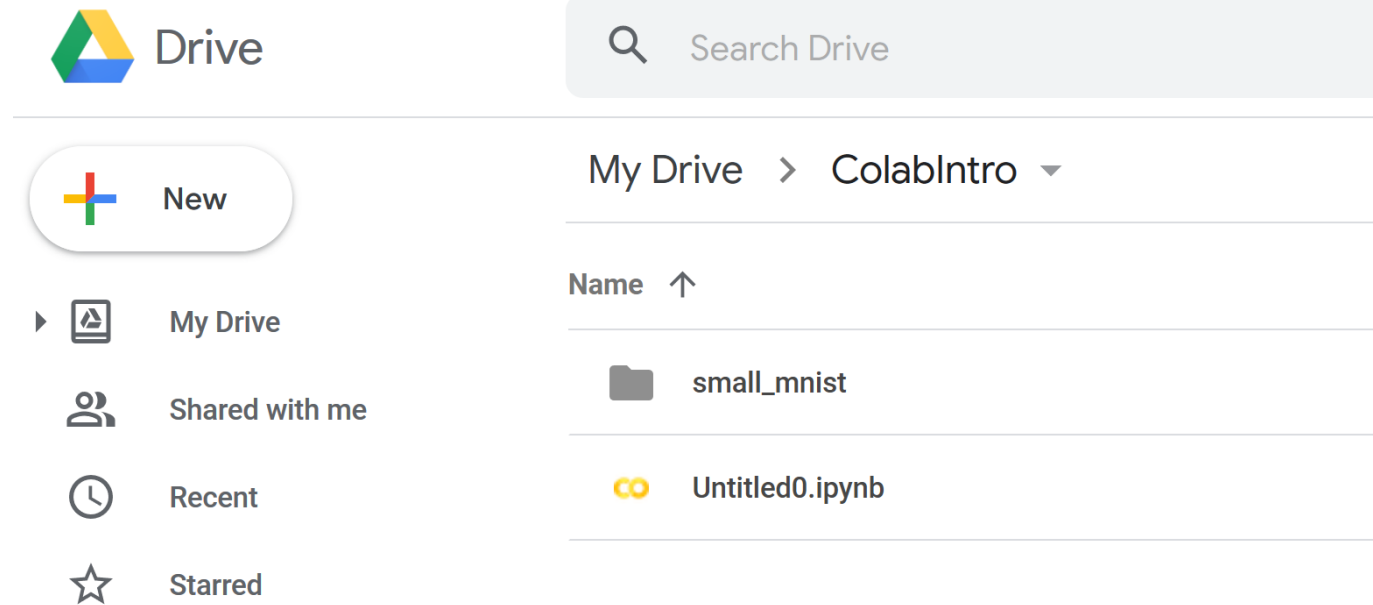 Drive
Search Drive
My Drive > ColabIntro
New
Name
My Drive
small_mnist
Shared with me
Recent
Untitled0.ipynb
Starred